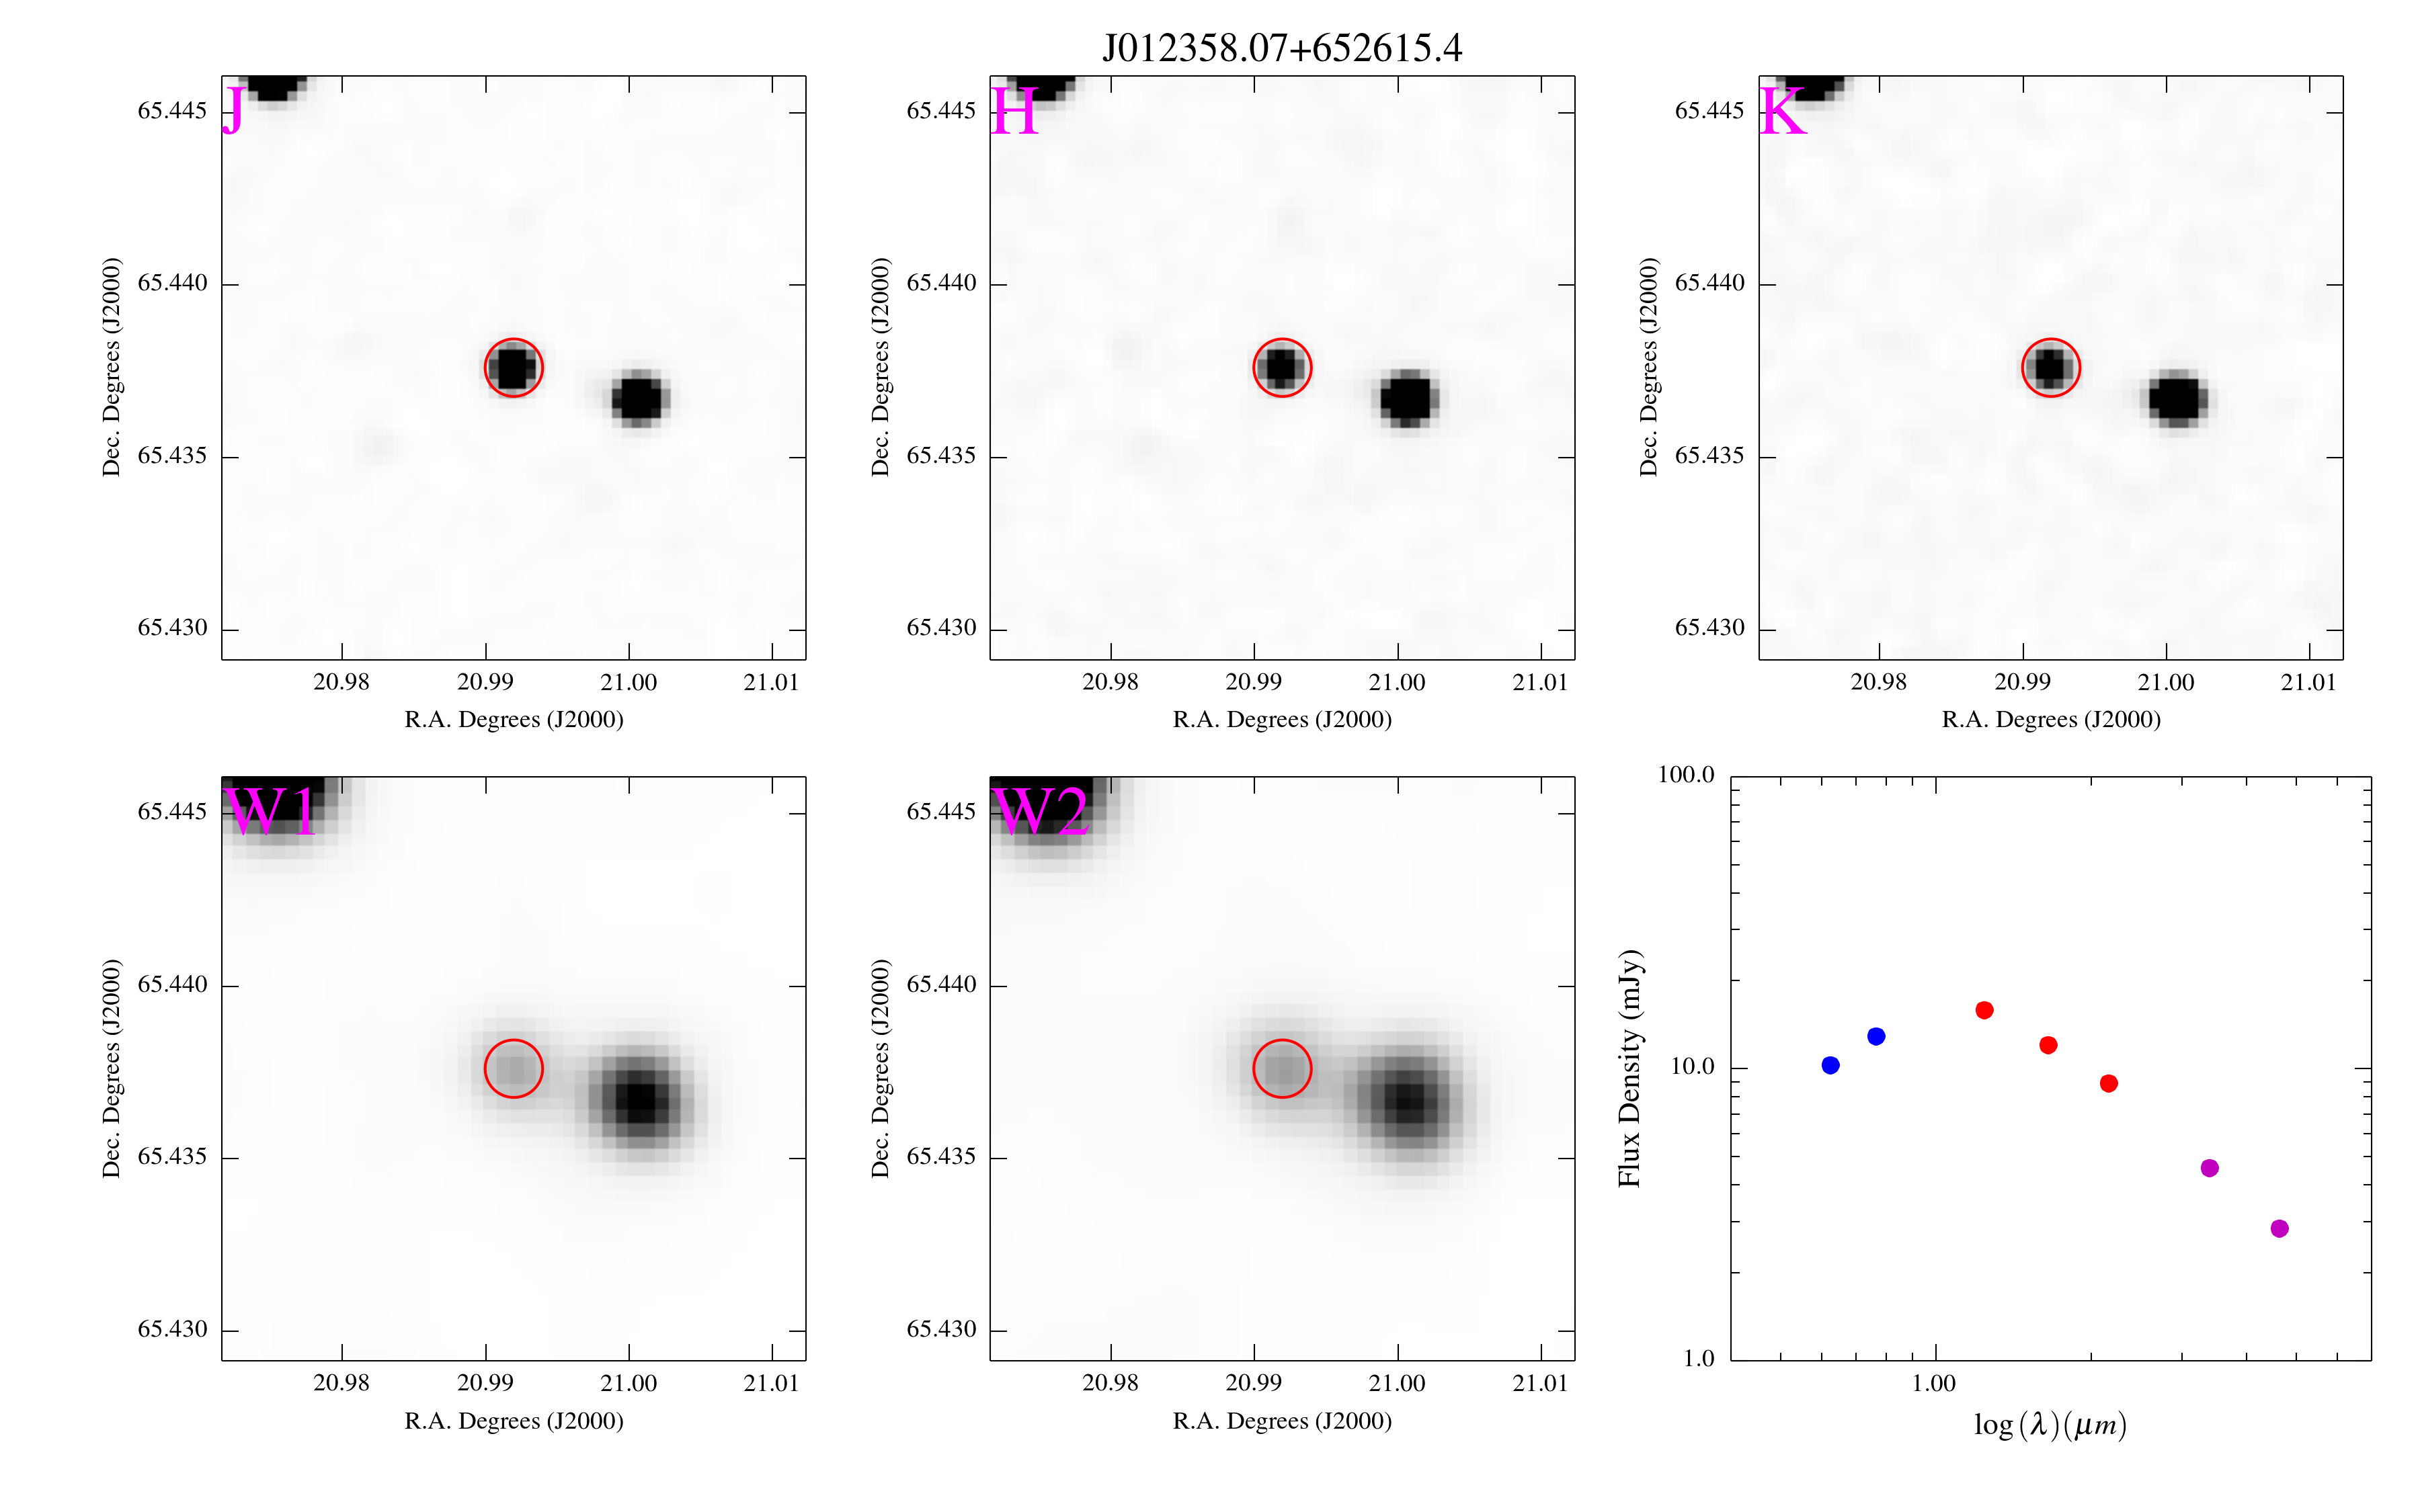 J012358.07+652615.4
J
65.445
65.440
65.435
65.430
Dec. Degrees (J2000)
20.98 20.99 21.00 21.01
R.A. Degrees (J2000)
H
65.445
65.440
65.435
65.430
Dec. Degrees (J2000)
20.98 20.99 21.00 21.01
R.A. Degrees (J2000)
K
65.445
65.440
65.435
65.430
Dec. Degrees (J2000)
20.98 20.99 21.00 21.01
R.A. Degrees (J2000)
W1
65.445
65.440
65.435
65.430
Dec. Degrees (J2000)
20.98 20.99 21.00 21.01
R.A. Degrees (J2000)
W2
65.445
65.440
65.435
65.430
Dec. Degrees (J2000)
20.98 20.99 21.00 21.01
R.A. Degrees (J2000)
100.0
10.0
1.0
Flux Density (mJy)
1.00
log (λ)(μm)